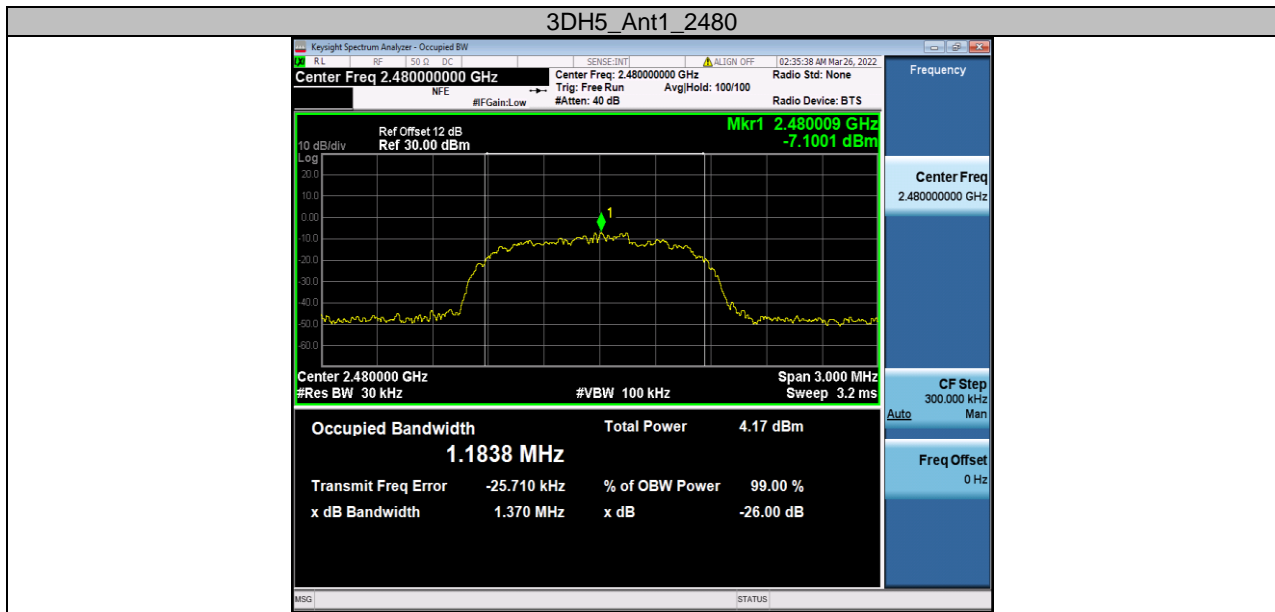 3DH5_Ant1_2480
Keysight Spectrum Analyzer - Occupied BW
RL RF 50 Ω DC SENSE:INT ALIGN OFF 02:35:38 AM Mar 26, 2022
Center Freq 2.480000000 GHz
NFE
#IFGain:Low
Center Freq: 2.480000000 GHz
Trig: Free Run Avg|Hold: 100/100
#Atten: 40 dB
Radio Std: None
Radio Device: BTS
Frequency
Mkr1 2.480009 GHz
-7.1001 dBm
Ref Offset 12 dB
10 dB/div Ref 30.00 dBm
Log
20.0
10.0
0.00
-10.0
-20.0
-30.0
-40.0
-50.0
-60.0
1
Center 2.480000 GHz Span 3.000 MHz
#Res BW 30 kHz #VBW 100 kHz Sweep 3.2 ms
Occupied Bandwidth Total Power 4.17 dBm
1.1838 MHz
Transmit Freq Error -25.710 kHz % of OBW Power 99.00 %
x dB Bandwidth 1.370 MHz x dB -26.00 dB
Center Freq
2.480000000 GHz
CF Step
300.000 kHz
Auto Man
Freq Offset
0 Hz
MSG STATUS